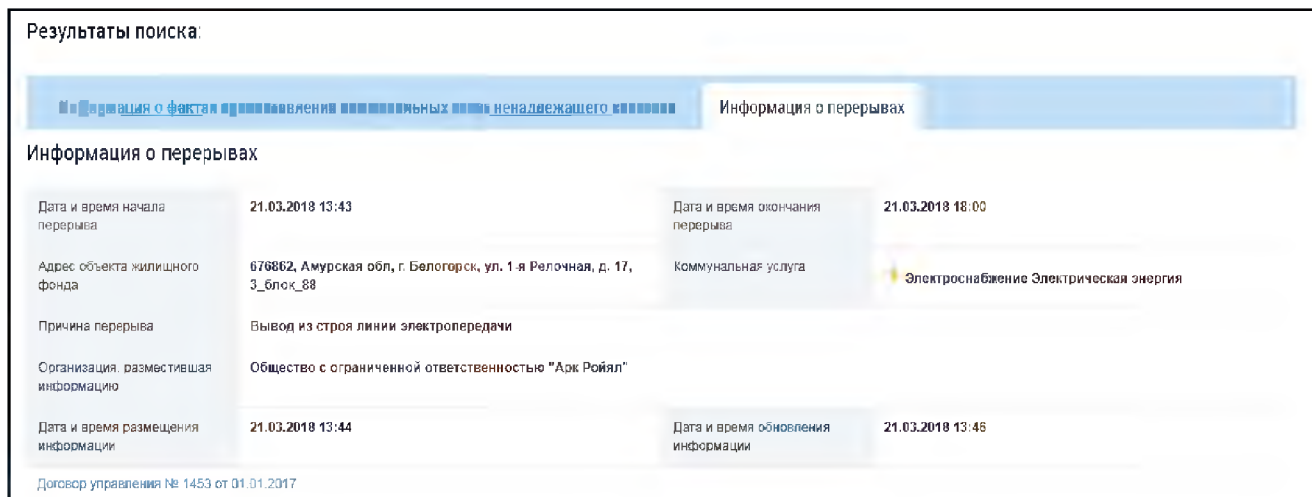 Результаты поиска:
о фактах ненадлежащего
Информация о перерывах
Информация о перерывах
Дата и время начала перерыва
21.03.2018 13:43
Дата и время окончания перерыва
21.03.2018 18:00
Адрес объекта жилищного фонда
676862, Амурская обл, г. Белогорск, ул. 1-я Релочная, д. 17,
3_блок_88
Коммунальная услуга
Электроснабжение Электрическая энергия
Причина перерыва
Вывод из строя линии электропередачи
Организация, разместившая информацию
Общество с ограниченной ответственностью "Арк Ройял"
Дата и время размещения информации
21.03.2018 13:44
Дата и время обновления информации
21.03.2018 13:46
Договор управления № 1453 от 01.01.2017